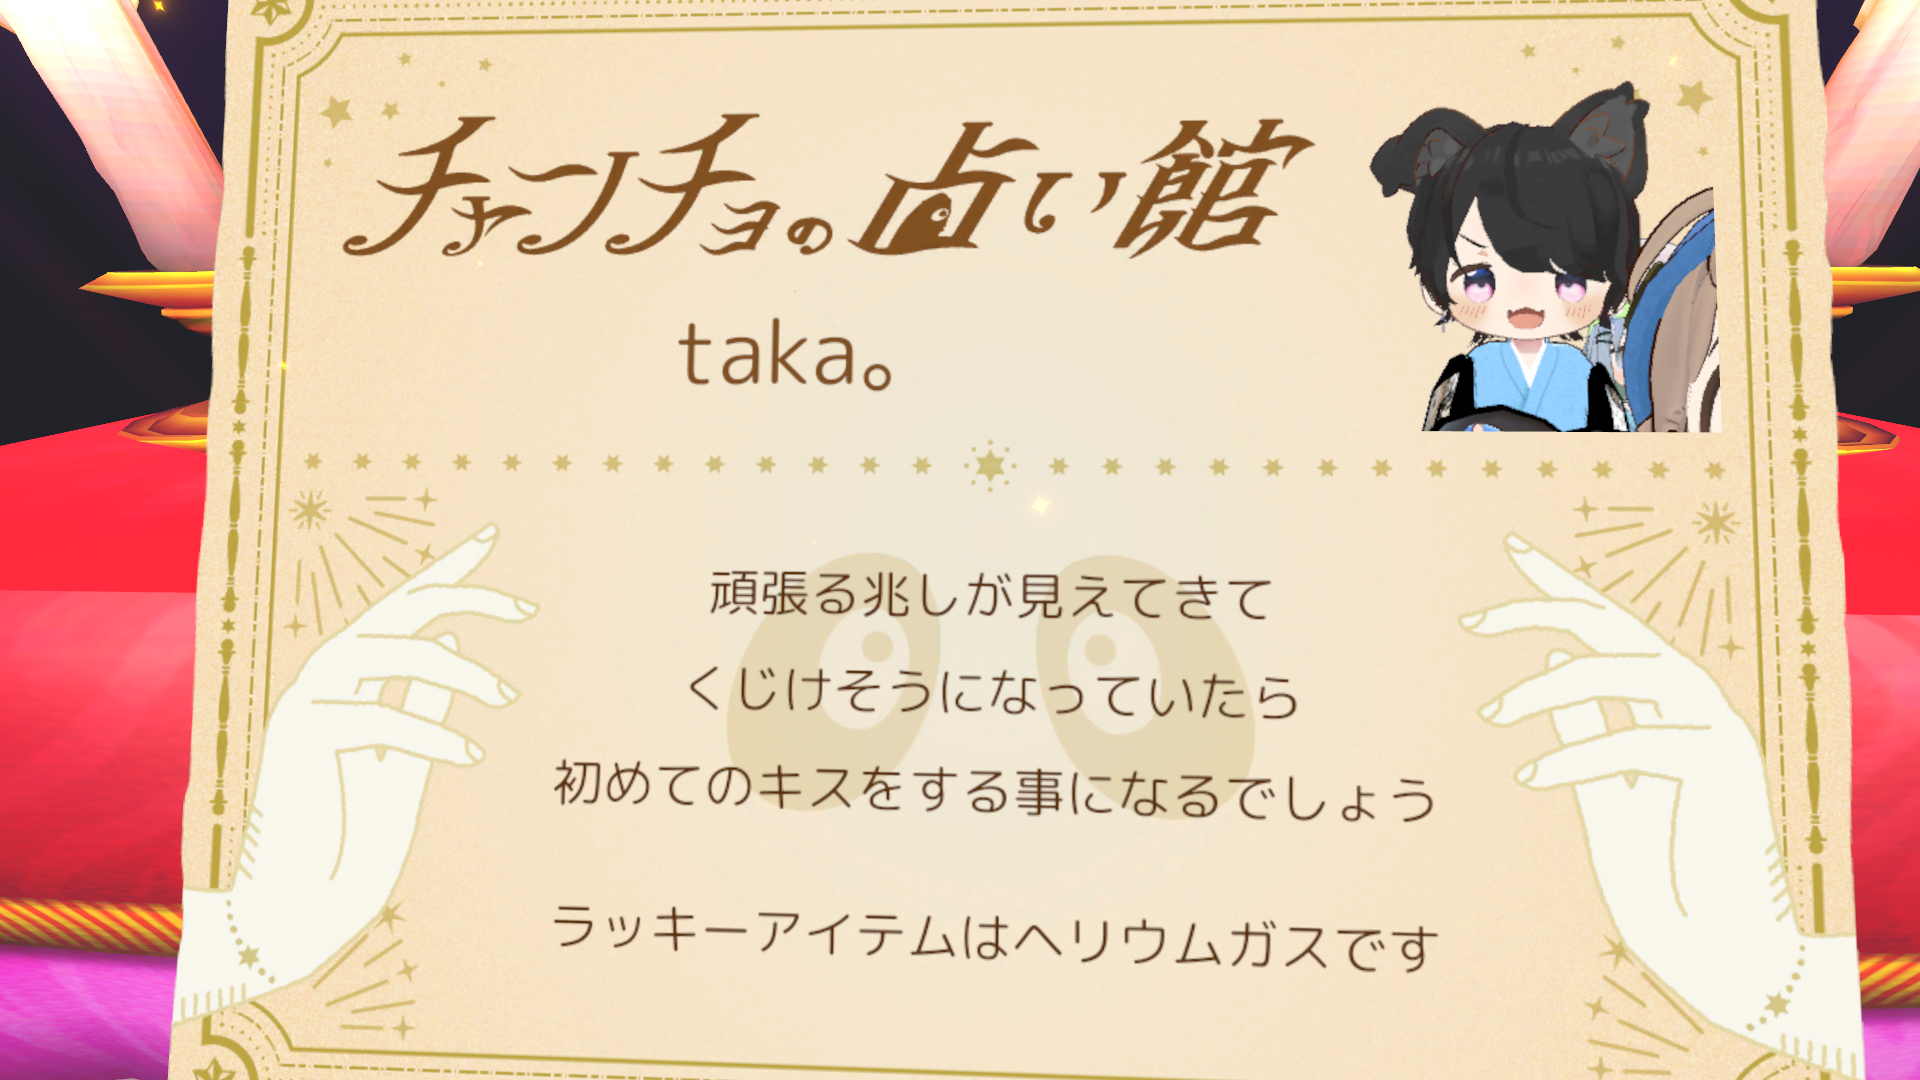 チャンチョの占い館
taka。
頑張る兆しが見えてきて
くじけそうになっていたら
初めてのキスをする事になるでしょう
ラッキーアイテムはヘリウムガスです